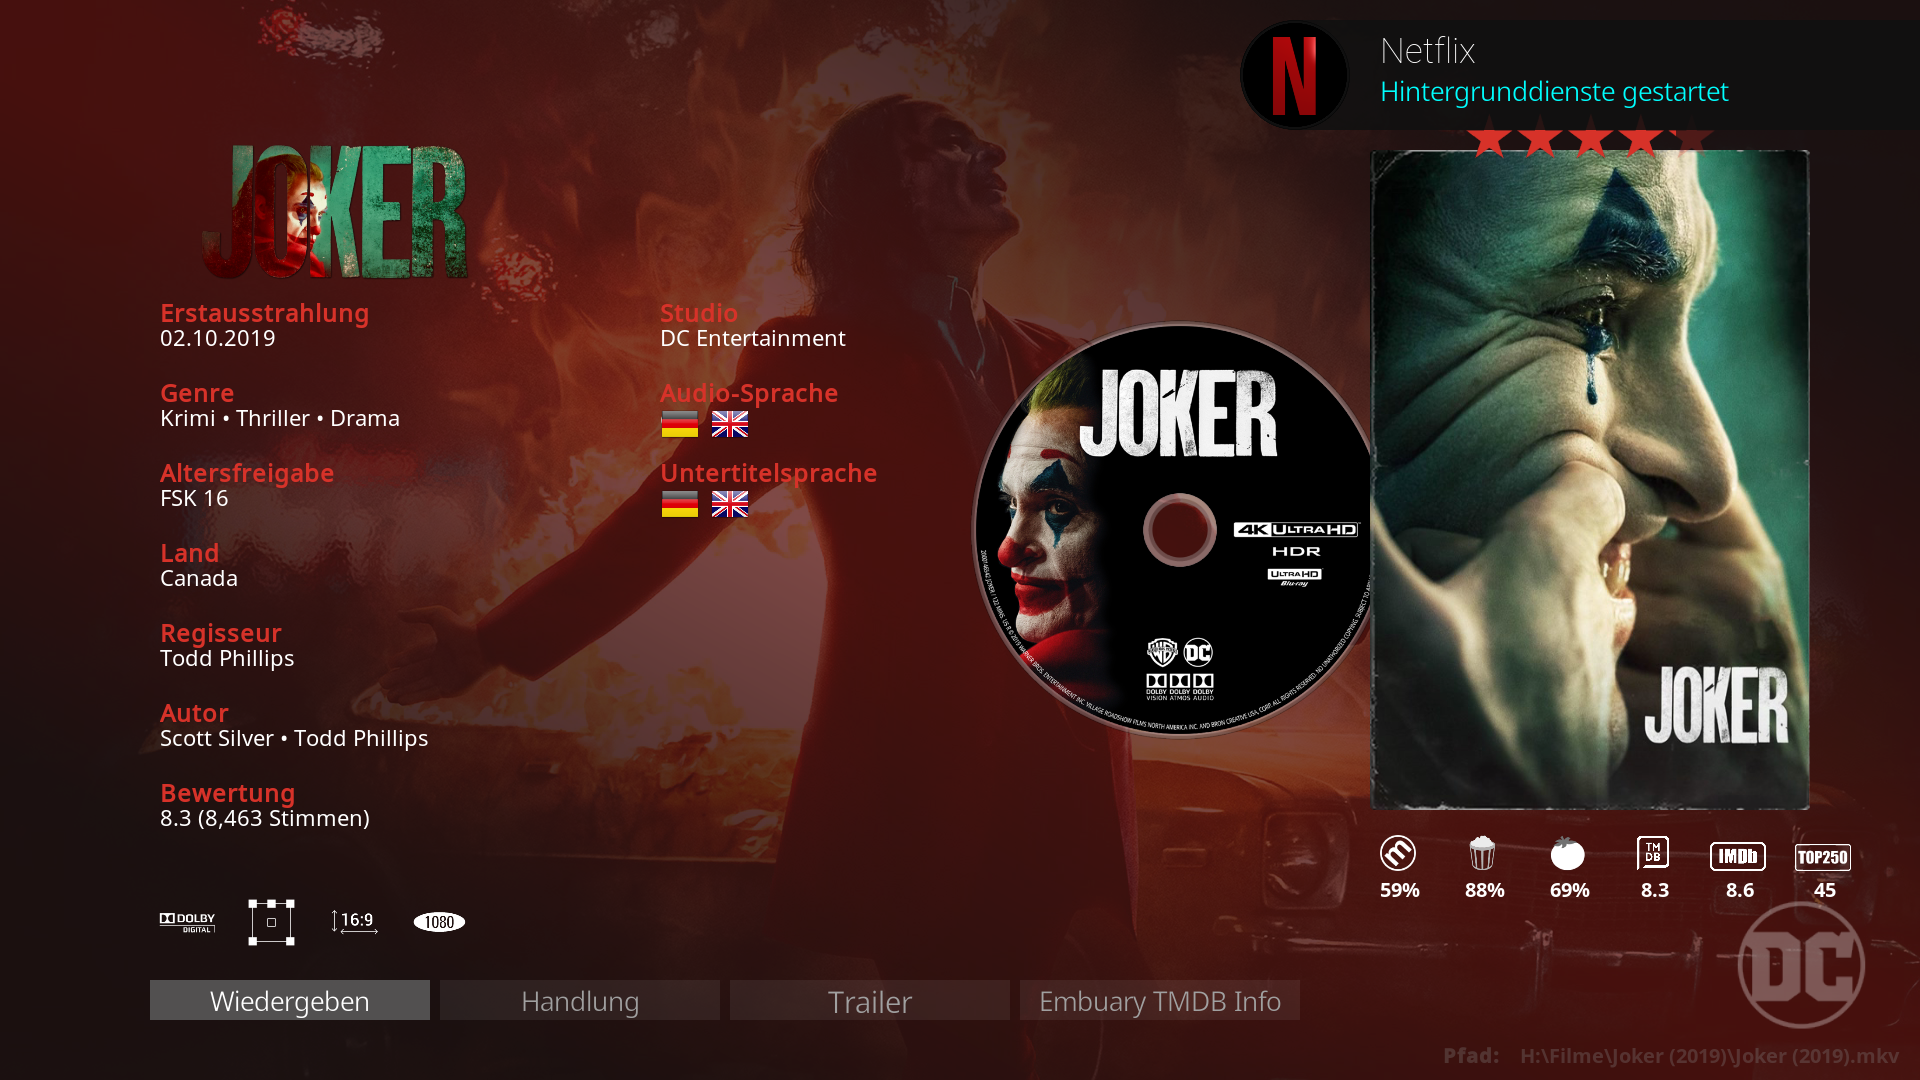 Netflix
Hintergrunddienste gestartet
JOKER
Erstausstrahlung
02.10.2019
Genre
Krimi • Thriller • Drama
Altersfreigabe
FSK 16
Land
Canada
Regisseur
Todd Phillips
Autor
Scott Silver • Todd Phillips
Bewertung
8.3 (8,463 Stimmen)
Studio
DC Entertainment
Audio-Sprache
Untertitelsprache
JOKER
4K ULTRA HD
HDR
ULTRA HD
Blu-ray
WB DC
DOLBY DOLBY DOLBY
VISION ATMOS AUDIO
JOKER
m TM DB IMDb TOP250
59% 88% 69% 8.3 8.6 45
DOLBY DIGITAL 16:9 1080
DC
Wiedergeben Handlung Trailer Embuary TMDB Info
Pfad: H:\Filme\Joker (2019)\Joker (2019).mkv